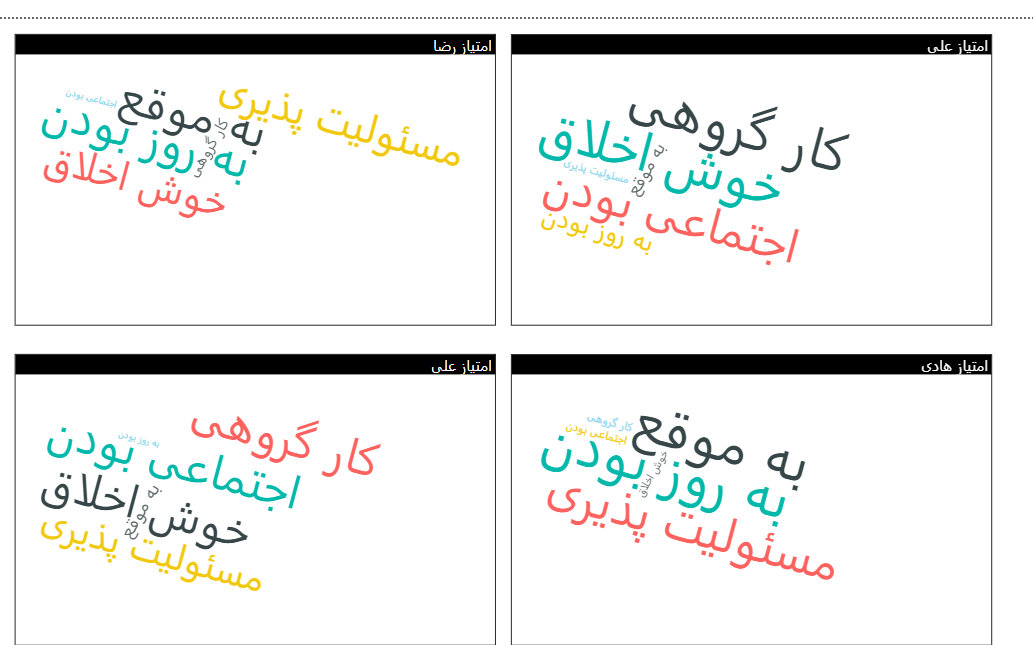 امتیاز علی
کار گروهی
خوش اخلاق
به موقع
مسئولیت پذیری
اجتماعی بودن
به روز بودن
امتیاز رضا
مسئولیت پذیری
به موقع
اجتماعی بودن
کار گروهی
به روز بودن
خوش اخلاق
امتیاز هادی
به موقع
کار گروهی
اجتماعی بودن
به روز بودن
خوش اخلاق
مسئولیت پذیری
امتیاز علی
کار گروهی
به روز بودن
اجتماعی بودن
خوش اخلاق
به موقع
مسئولیت پذیری